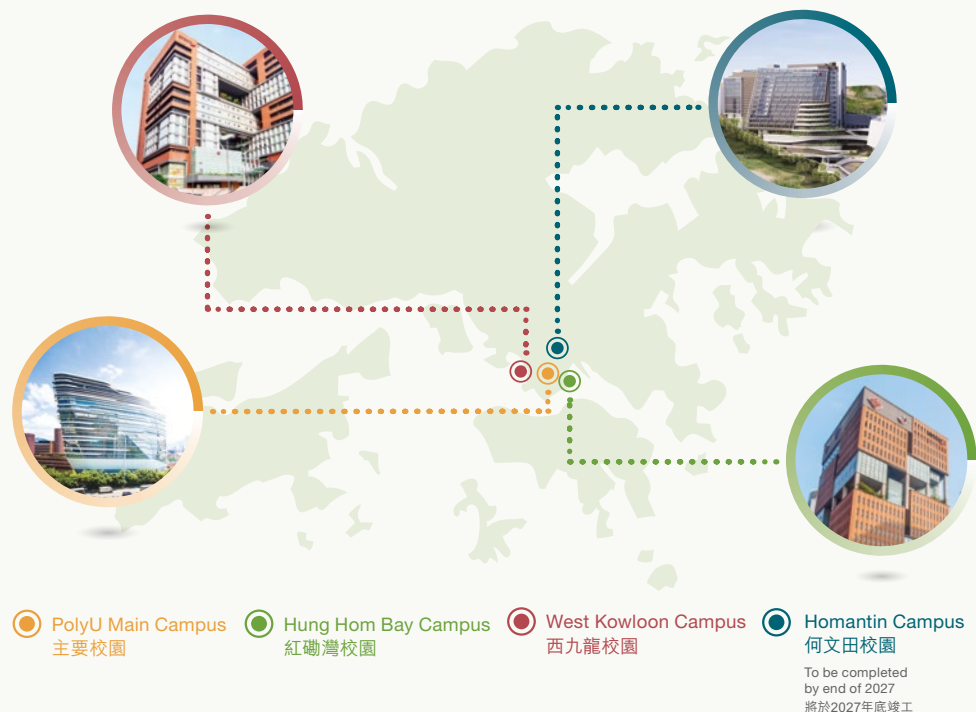 PolyU Main Campus
主要校園
Hung Hom Bay Campus
紅磡灣校園
West Kowloon Campus
西九龍校園
Homantin Campus
何文田校園
To be completed
by end of 2027
將於2027年底竣工